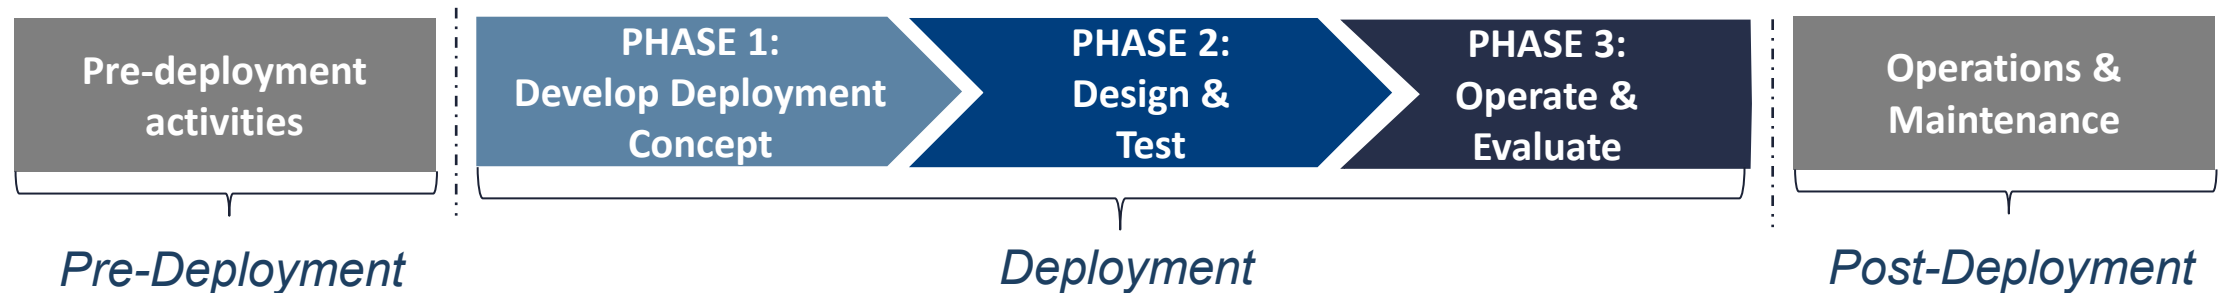 Pre-deployment
activities
PHASE 1:
Develop Deployment
Concept
PHASE 2:
Design &
Test
PHASE 3:
Operate &
Evaluate
Operations &
Maintenance
Pre-Deployment
Deployment
Post-Deployment